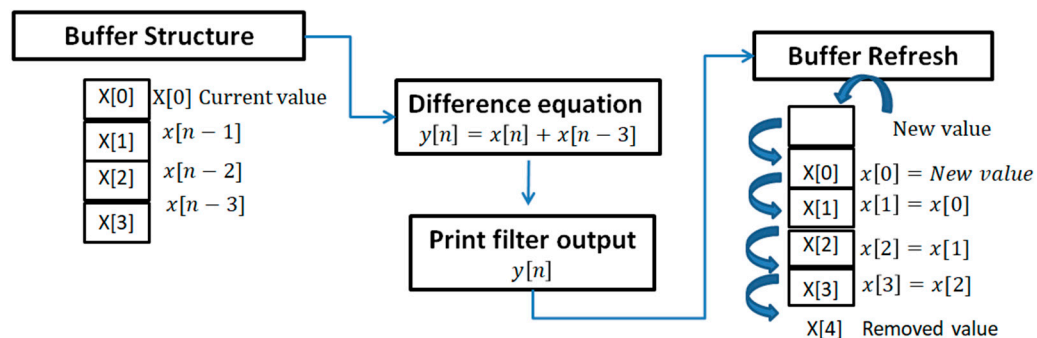 Buffer Structure
X[0] X[0] Current value
X[1] x[n − 1]
X[2] x[n − 2]
X[3] x[n − 3]
Difference equation
y[n] = x[n] + x[n − 3]
Print filter output
y[n]
Buffer Refresh
New value
X[0] x[0] = New value
X[1] x[1] = x[0]
X[2] x[2] = x[1]
X[3] x[3] = x[2]
X[4] Removed value